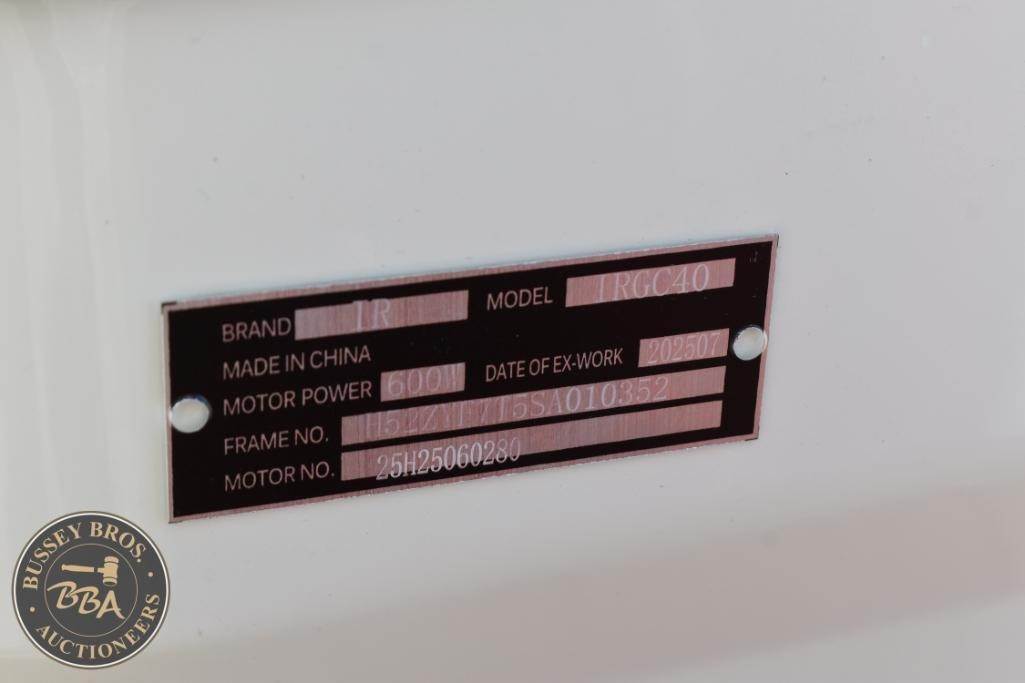 BRAND IR MODEL IRGC40
MADE IN CHINA
MOTOR POWER 600W DATE OF EX-WORK 202507
FRAME NO.
MOTOR NO. 25H25060280
BUSSEY BROS.
BBA
AUCTIONEERS